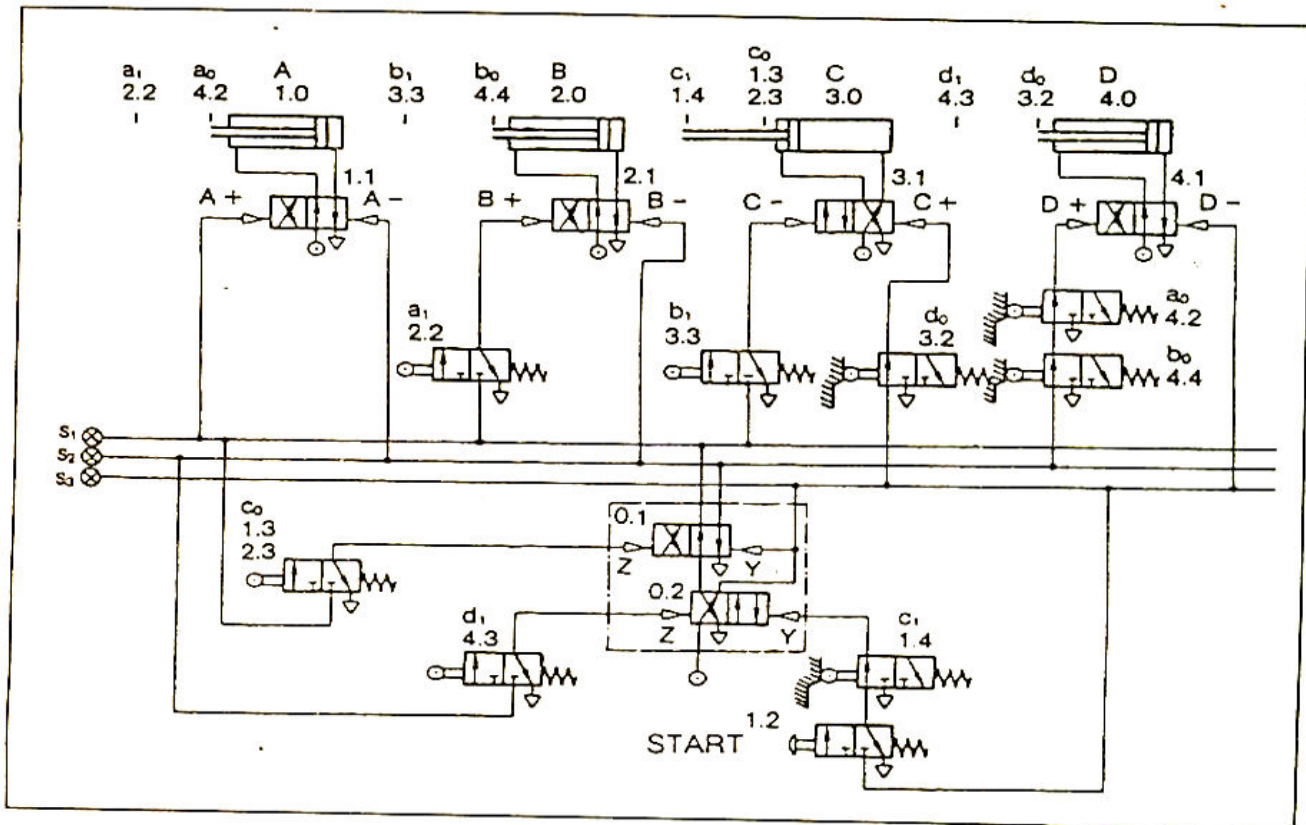 a₁ a₀ A b₁ b₀ B c₁ c₀ C d₁ d₀ D
2.2 4.2 1.0 3.3 4.4 2.0 1.4 1.3 3.0 4.3 3.2 4.0
2.3
1.1 2.1 3.1 4.1
A+ A- B+ B- C- C+ D+ D-
a₀
4.2
a₁
2.2
b₁
3.3
d₀
3.2
b₀
4.4
S₁
S₂
S₃
c₀
1.3
2.3
0.1
Z Y
0.2
Z Y
d₁
4.3
c₁
1.4
START 1.2